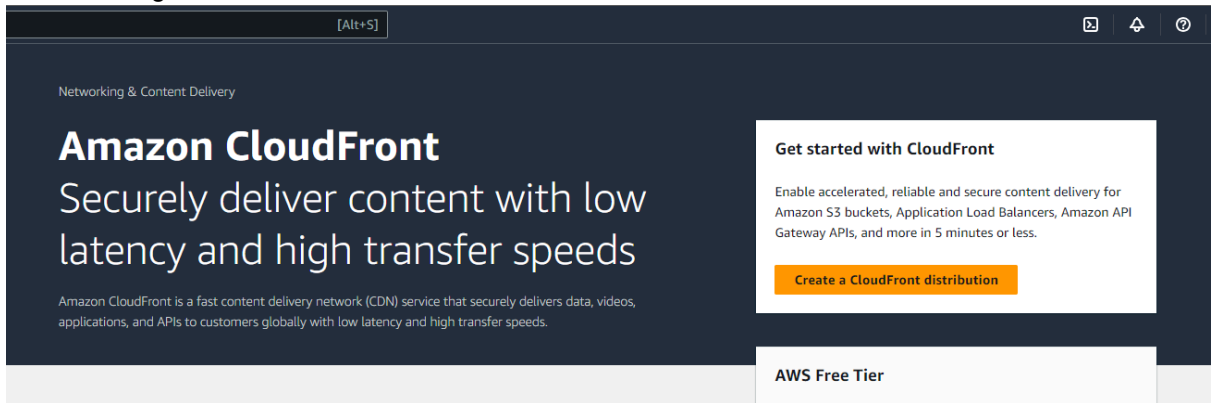 [Alt+S]
Networking & Content Delivery
Amazon CloudFront
Securely deliver content with low
latency and high transfer speeds
Amazon CloudFront is a fast content delivery network (CDN) service that securely delivers data, videos,
applications, and APIs to customers globally with low latency and high transfer speeds.
Get started with CloudFront
Enable accelerated, reliable and secure content delivery for
Amazon S3 buckets, Application Load Balancers, Amazon API
Gateway APIs, and more in 5 minutes or less.
Create a CloudFront distribution
AWS Free Tier